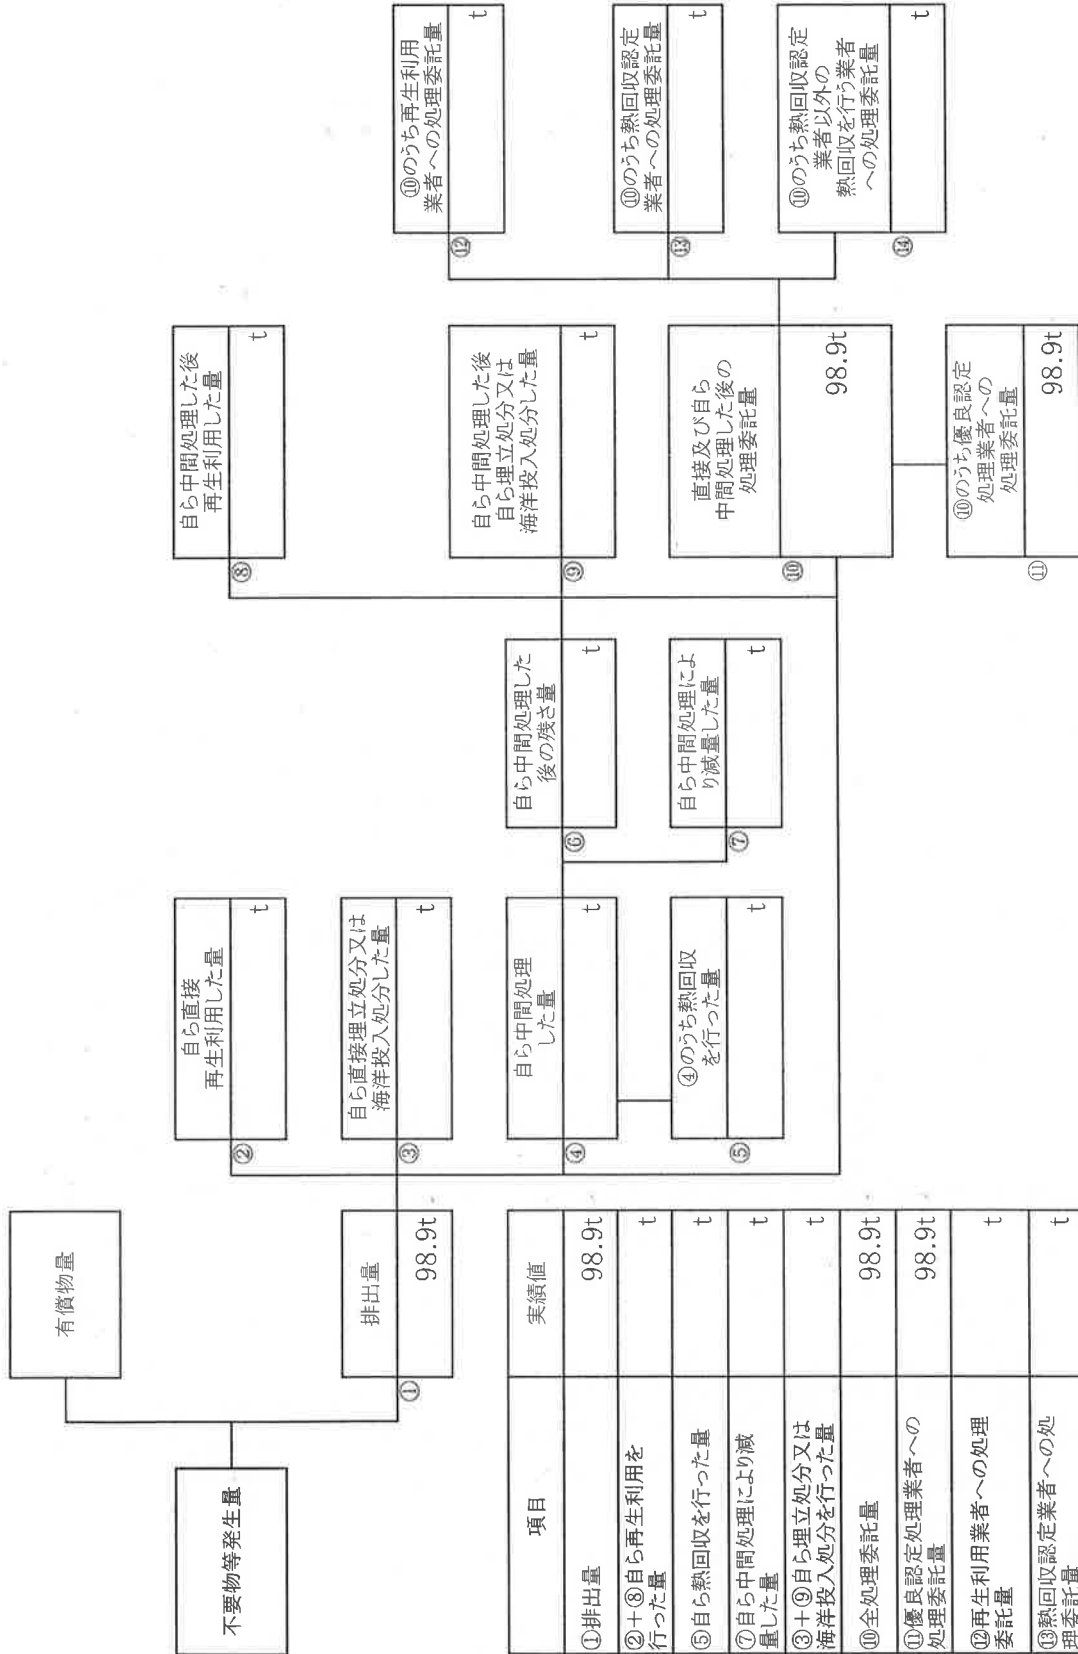 不要物等発生量
有償物量
排出量
①
98.9t
自ら直接
再生利用した量
②
t
自ら直接埋立処分又は
海洋投入処分した量
③
t
自ら中間処理
した量
④
t
④のうち熱回収
を行った量
⑤
t
自ら中間処理した
後の残さ量
⑥
t
自ら中間処理によ
り減量した量
⑦
t
自ら中間処理した後
再生利用した量
⑧
t
自ら中間処理した後
自ら埋立処分又は
海洋投入処分した量
⑨
t
直接及び自ら
中間処理した後の
処理委託量
⑩
98.9t
⑩のうち優良認定
処理業者への
処理委託量
⑪
98.9t
⑩のうち再生利用
業者への処理委託量
⑫
t
⑩のうち熱回収認定
業者への処理委託量
⑬
t
⑩のうち熱回収認定
業者以外の
熱回収を行う業者
への処理委託量
⑭
t
項目
実績値
①排出量
98.9t
②+⑧自ら再生利用を
行った量
t
⑤自ら熱回収を行った量
t
⑦自ら中間処理により減
量した量
t
③+⑨自ら埋立処分又は
海洋投入処分を行った量
t
⑩全処理委託量
98.9t
⑪優良認定処理業者への
処理委託量
98.9t
⑫再生利用業者への処理
委託量
t
⑬熱回収認定業者への処
理委託量
t